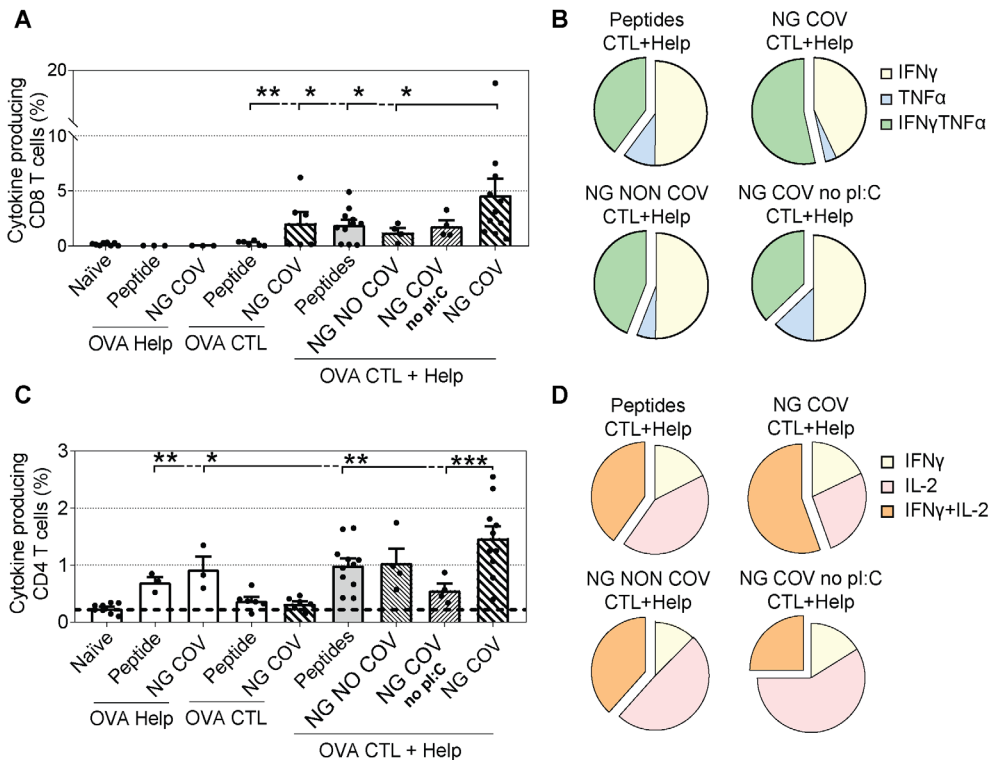 A
Cytokine producing
CD8 T cells (%)
20
10
5
0
** * * *
Naïve
Peptide
NG COV
Peptide
NG COV
Peptides
NG NO COV
NG COV
no pI:C
NG COV
OVA Help
OVA CTL
OVA CTL + Help
B
Peptides
CTL+Help
NG COV
CTL+Help
IFNγ
TNFα
IFNγTNFα
NG NON COV
CTL+Help
NG COV no pI:C
CTL+Help
C
Cytokine producing
CD4 T cells (%)
3
2
1
0
** * ** ***
Naïve
Peptide
NG COV
Peptide
NG COV
Peptides
NG NO COV
NG COV
no pI:C
NG COV
OVA Help
OVA CTL
OVA CTL + Help
D
Peptides
CTL+Help
NG COV
CTL+Help
IFNγ
IL-2
IFNγ+IL-2
NG NON COV
CTL+Help
NG COV no pI:C
CTL+Help